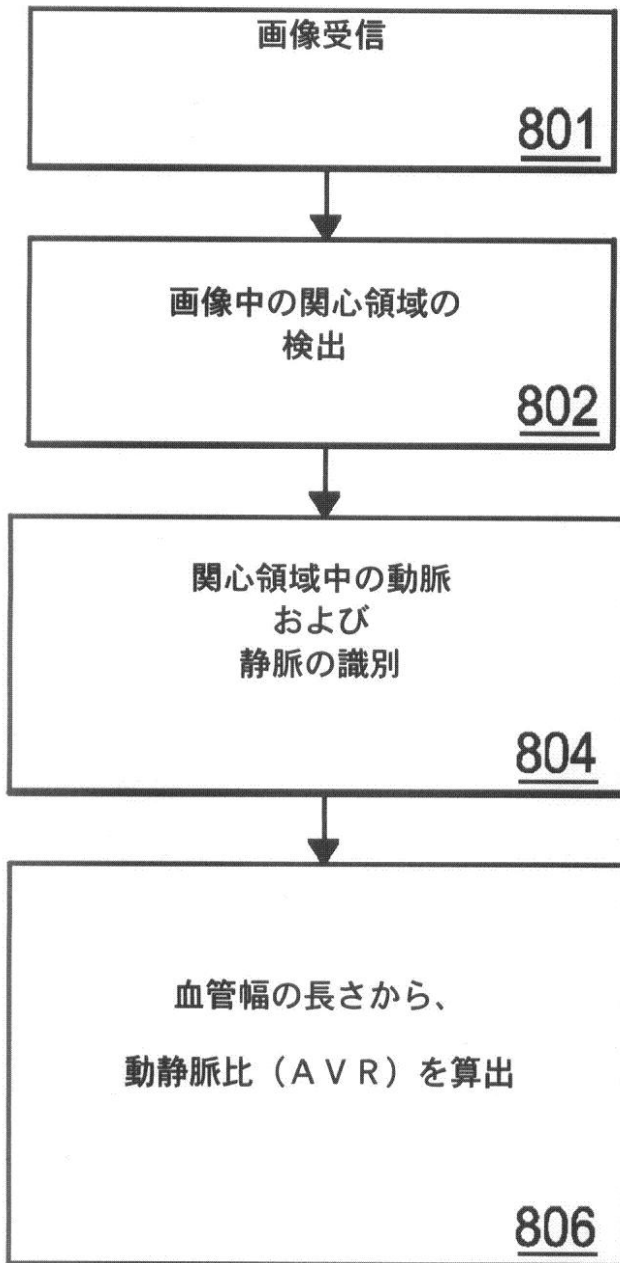 画像受信
801
画像中の関心領域の
検出
802
関心領域中の動脈
および
静脈の識別
804
血管幅の長さから、
動静脈比（ＡＶＲ）を算出
806